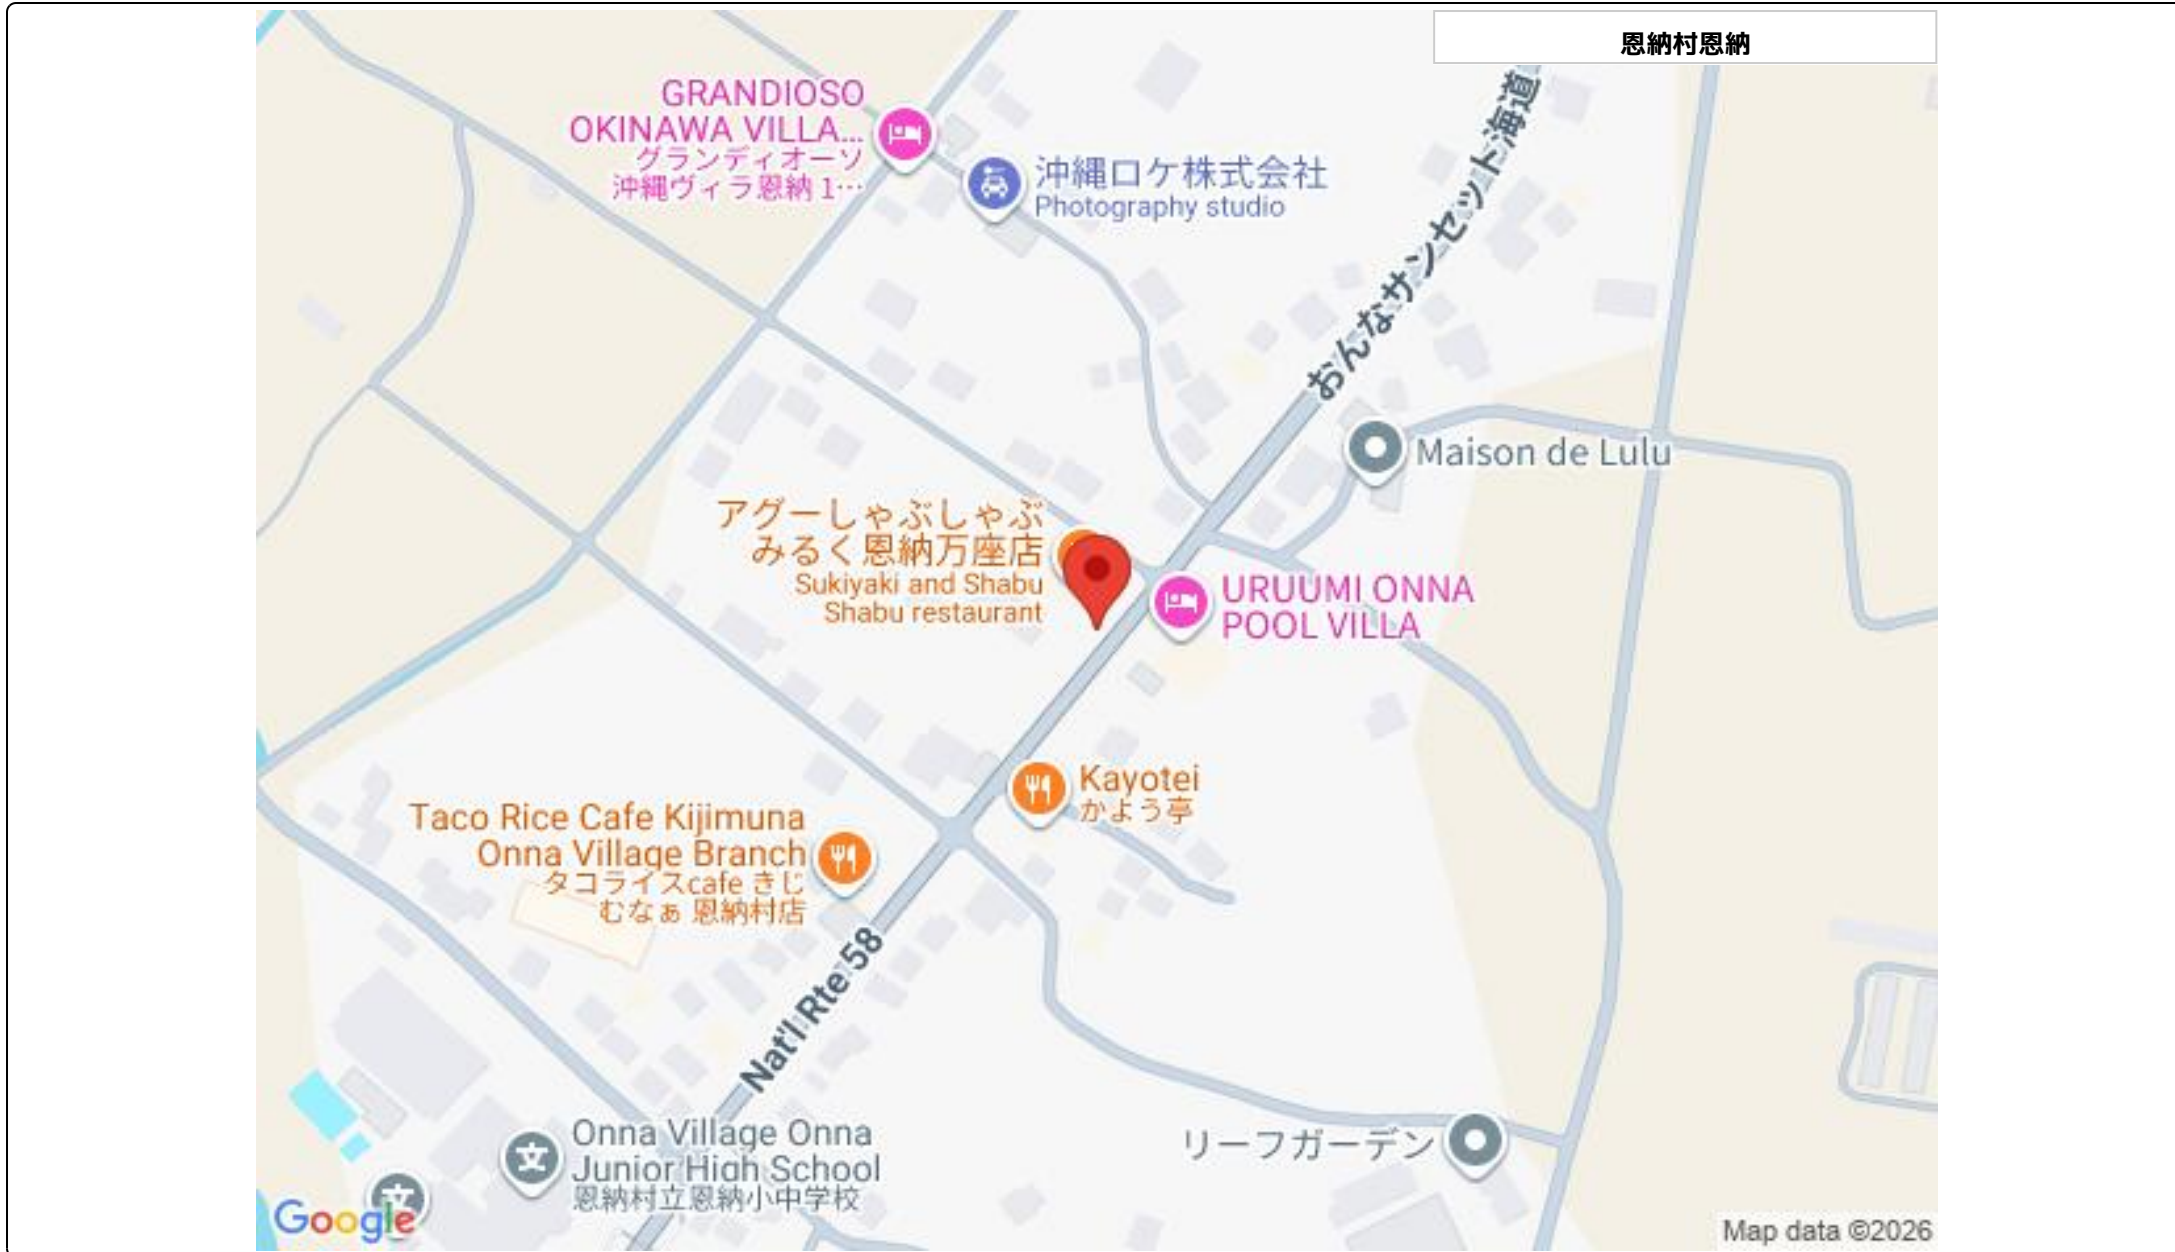 恩納村恩納
GRANDIOSO
OKINAWA VILLA...
グランディオーソ
沖縄ヴィラ恩納 1…
沖縄ロケ株式会社
Photography studio
おんなサンセット海道
Maison de Lulu
アグーしゃぶしゃぶ
みるく恩納万座店
Sukiyaki and Shabu
Shabu restaurant
URUUMI ONNA
POOL VILLA
Kayotei
かよう亭
Taco Rice Cafe Kijimuna
Onna Village Branch
タコライスcafe きじ
むなぁ 恩納村店
Nat'l Rte 58
Onna Village Onna
Junior High School
恩納村立恩納小中学校
文
リーフガーデン
文
Google
Map data ©2026